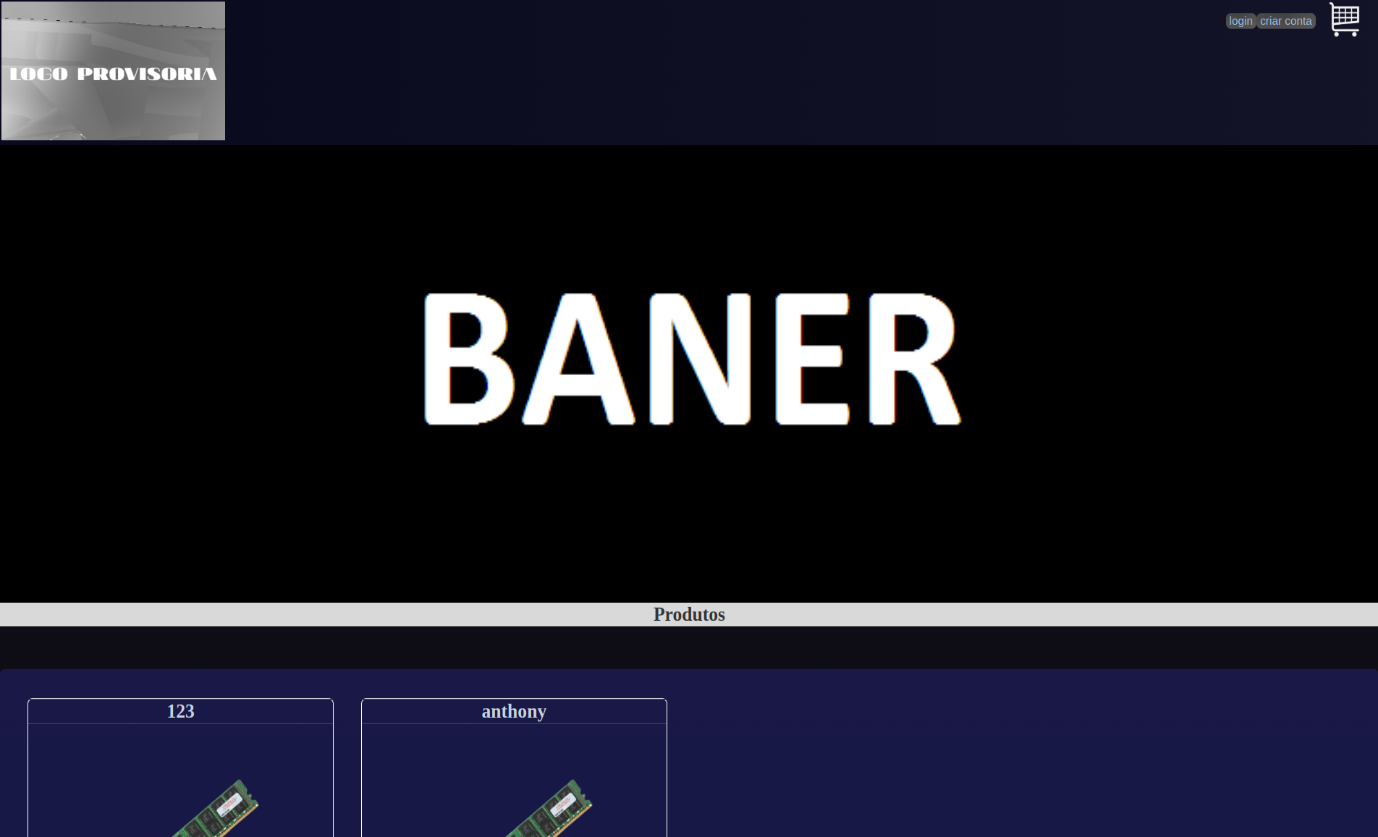 LOGO PROVISORIA
login criar conta
BANER
Produtos
123
anthony